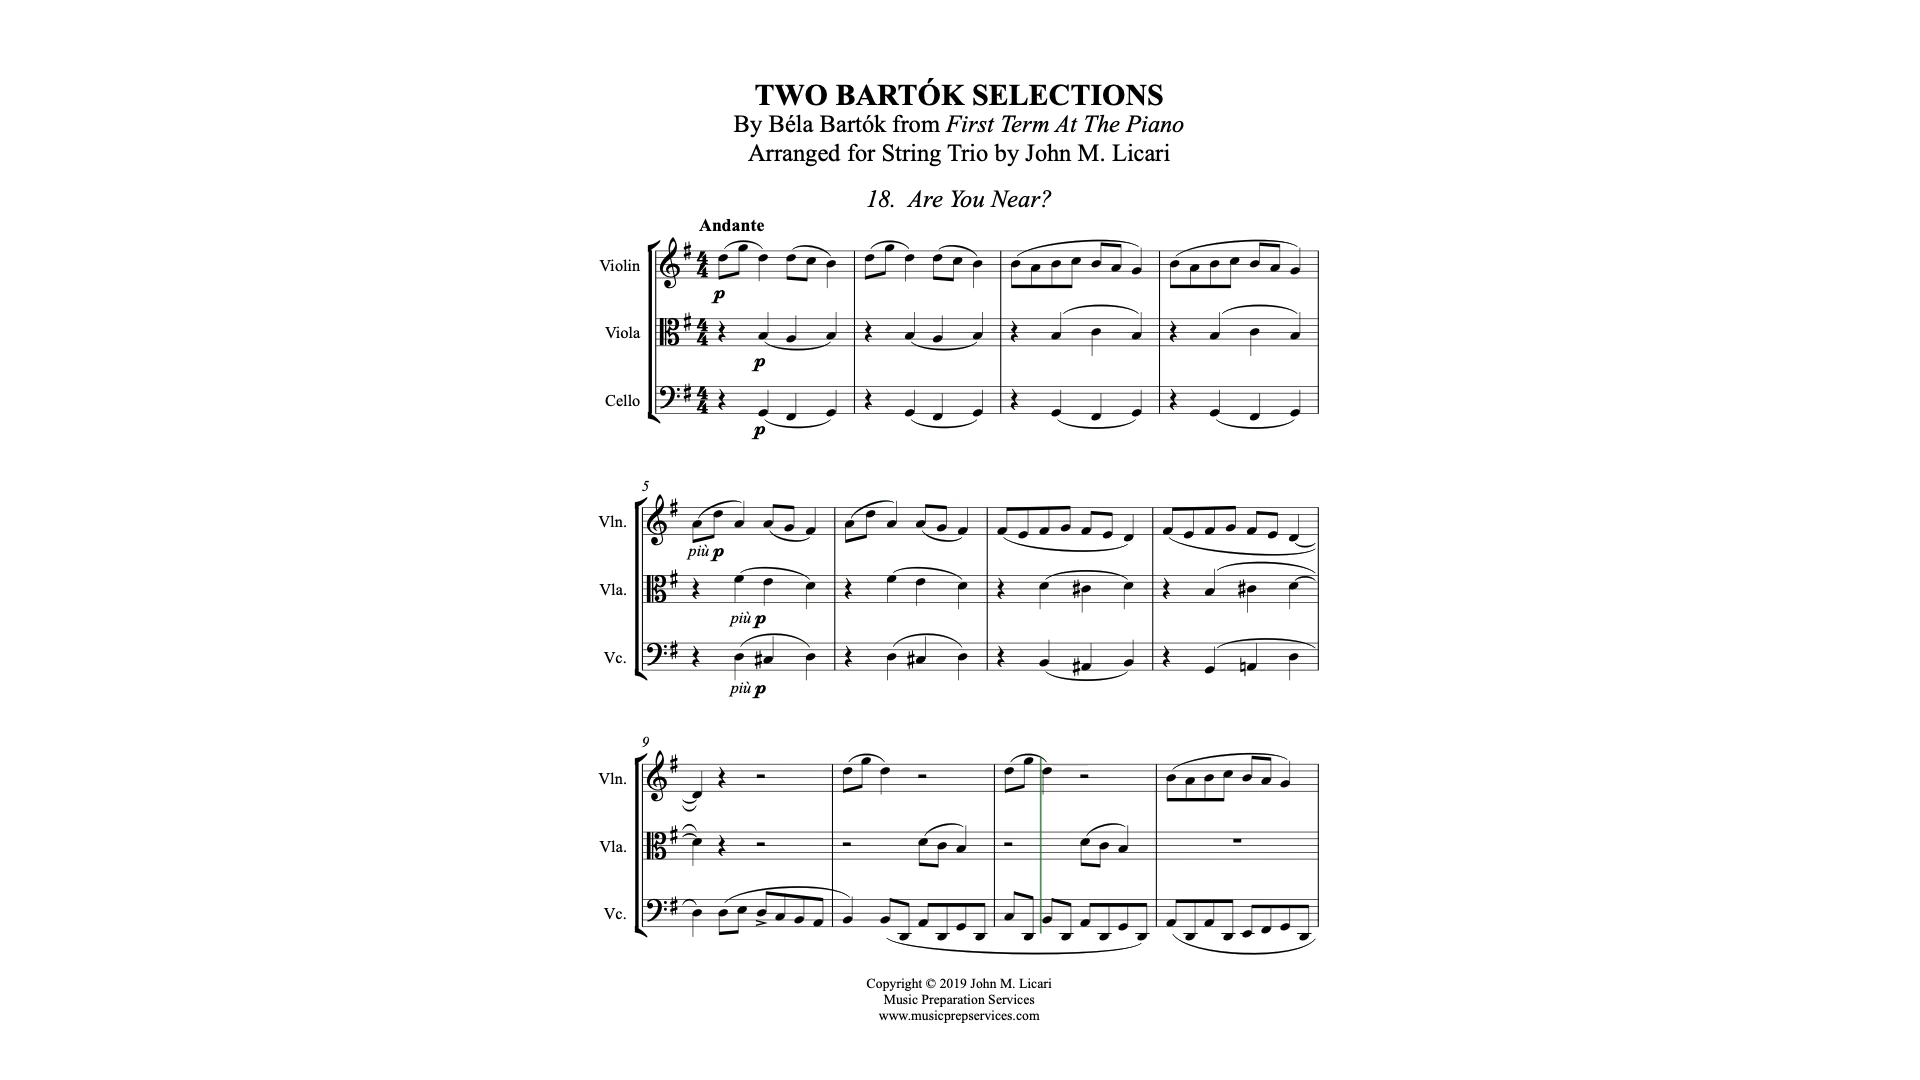 TWO BARTÓK SELECTIONS
By Béla Bartók from First Term At The Piano
Arranged for String Trio by John M. Licari
18. Are You Near?
Andante
Violin
p
Viola
p
Cello
p
5
Vln.
più p
Vla.
più p
Vc.
più p
9
Vln.
Vla.
Vc.
Copyright © 2019 John M. Licari
Music Preparation Services
www.musicprepservices.com